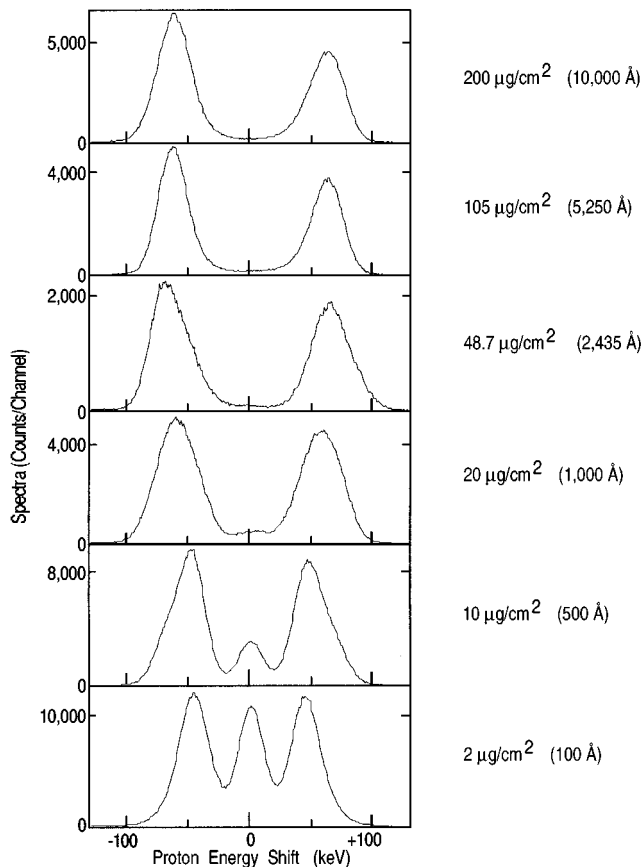 5,000
0
200 µg/cm² (10,000 Å)
4,000
0
105 µg/cm² (5,250 Å)
2,000
0
48.7 µg/cm² (2,435 Å)
Spectra (Counts/Channel)
4,000
0
20 µg/cm² (1,000 Å)
8,000
0
10 µg/cm² (500 Å)
10,000
0
2 µg/cm² (100 Å)
-100 0 +100
Proton Energy Shift (keV)